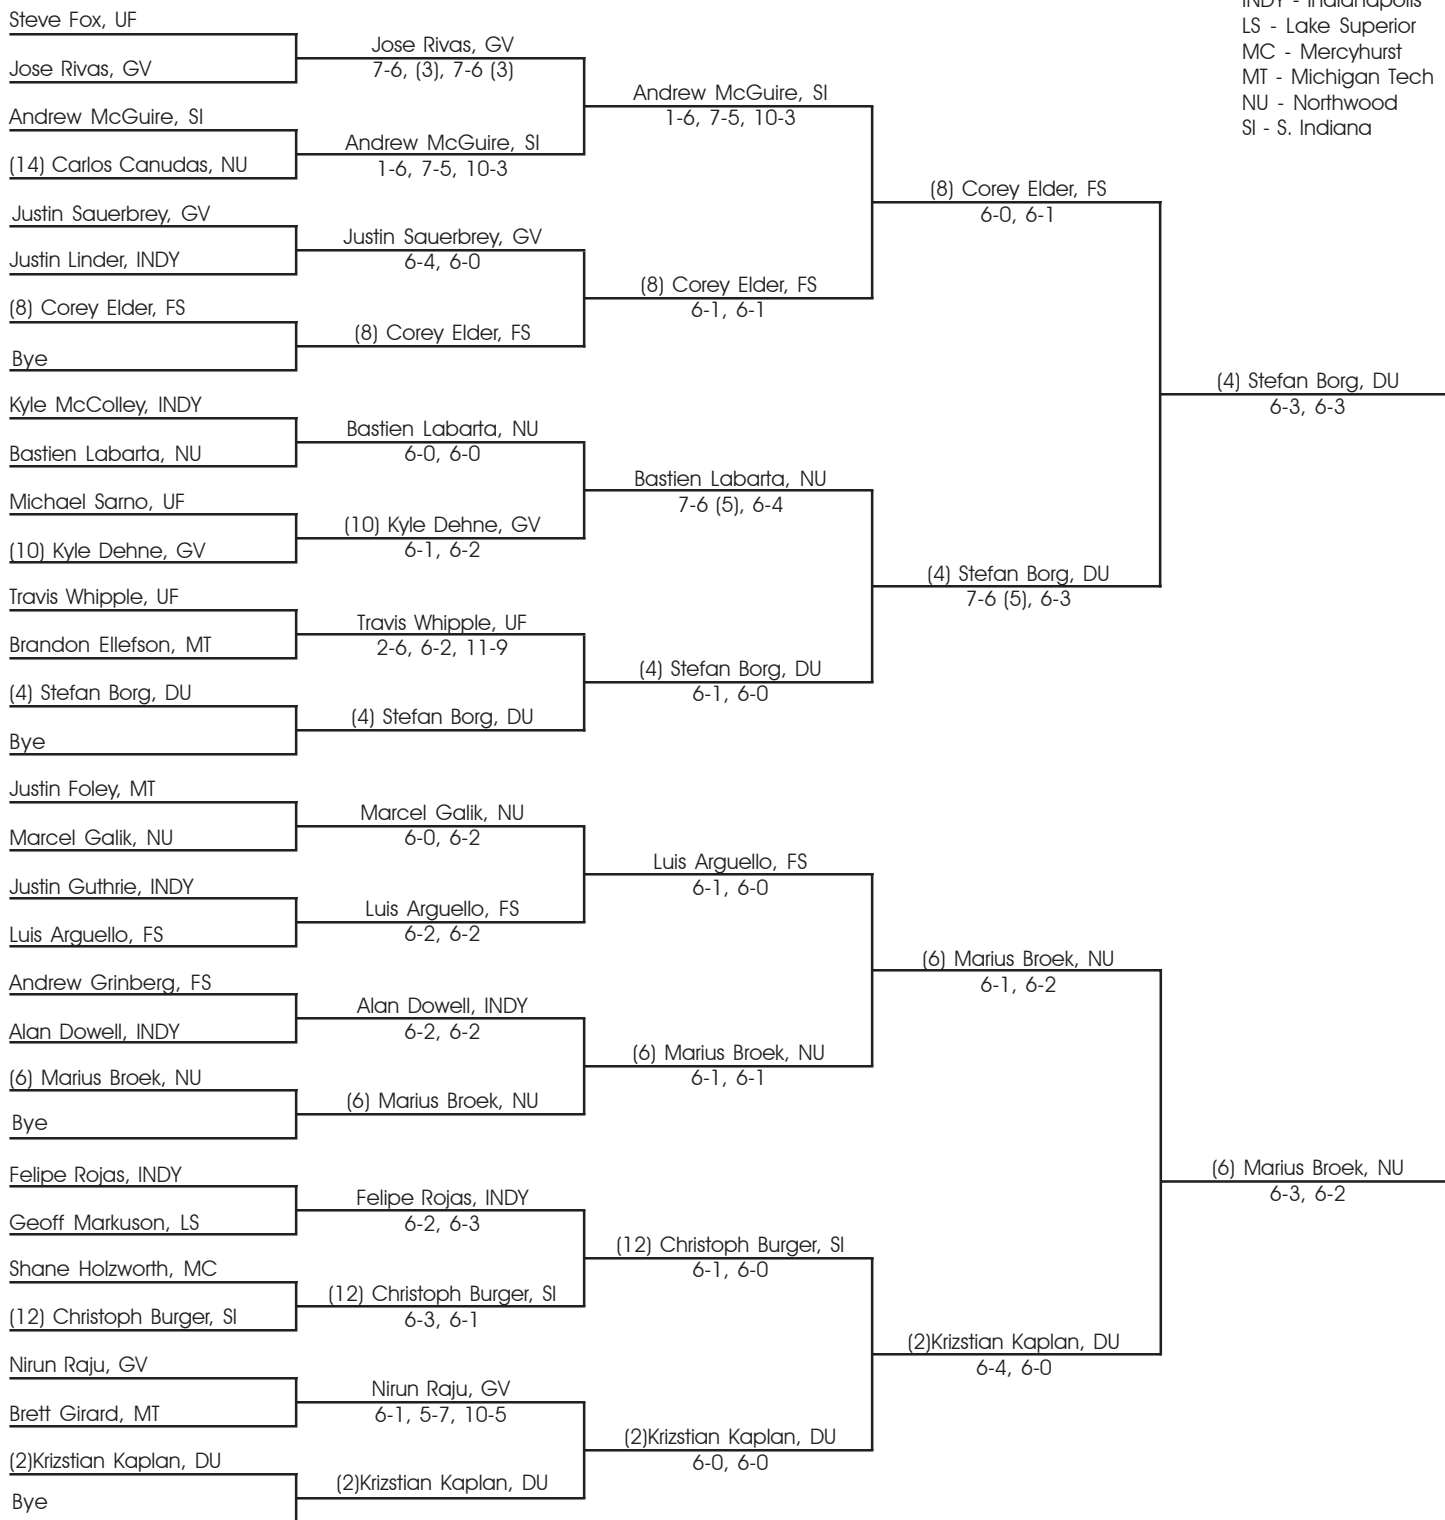 Steve Fox, UF
Jose Rivas, GV
Andrew McGuire, SI
(14) Carlos Canudas, NU
Justin Sauerbrey, GV
Justin Linder, INDY
(8) Corey Elder, FS
Bye
Kyle McColley, INDY
Bastien Labarta, NU
Michael Sarno, UF
(10) Kyle Dehne, GV
Travis Whipple, UF
Brandon Ellefson, MT
(4) Stefan Borg, DU
Bye
Justin Foley, MT
Marcel Galik, NU
Justin Guthrie, INDY
Luis Arguello, FS
Andrew Grinberg, FS
Alan Dowell, INDY
(6) Marius Broek, NU
Bye
Felipe Rojas, INDY
Geoff Markuson, LS
Shane Holzworth, MC
(12) Christoph Burger, SI
Nirun Raju, GV
Brett Girard, MT
(2)Krizstian Kaplan, DU
Bye
Jose Rivas, GV
7-6, (3), 7-6 (3)
Andrew McGuire, SI
1-6, 7-5, 10-3
Justin Sauerbrey, GV
6-4, 6-0
(8) Corey Elder, FS
Bastien Labarta, NU
6-0, 6-0
(10) Kyle Dehne, GV
6-1, 6-2
Travis Whipple, UF
2-6, 6-2, 11-9
(4) Stefan Borg, DU
Marcel Galik, NU
6-0, 6-2
Luis Arguello, FS
6-2, 6-2
Alan Dowell, INDY
6-2, 6-2
(6) Marius Broek, NU
Felipe Rojas, INDY
6-2, 6-3
(12) Christoph Burger, SI
6-3, 6-1
Nirun Raju, GV
6-1, 5-7, 10-5
(2)Krizstian Kaplan, DU
Andrew McGuire, SI
1-6, 7-5, 10-3
(8) Corey Elder, FS
6-1, 6-1
Bastien Labarta, NU
7-6 (5), 6-4
(4) Stefan Borg, DU
6-1, 6-0
Luis Arguello, FS
6-1, 6-0
(6) Marius Broek, NU
6-1, 6-1
(12) Christoph Burger, SI
6-1, 6-0
(2)Krizstian Kaplan, DU
6-0, 6-0
(8) Corey Elder, FS
6-0, 6-1
(4) Stefan Borg, DU
7-6 (5), 6-3
(6) Marius Broek, NU
6-1, 6-2
(2)Krizstian Kaplan, DU
6-4, 6-0
(4) Stefan Borg, DU
6-3, 6-3
(6) Marius Broek, NU
6-3, 6-2
INDY - Indianapolis
LS - Lake Superior
MC - Mercyhurst
MT - Michigan Tech
NU - Northwood
SI - S. Indiana